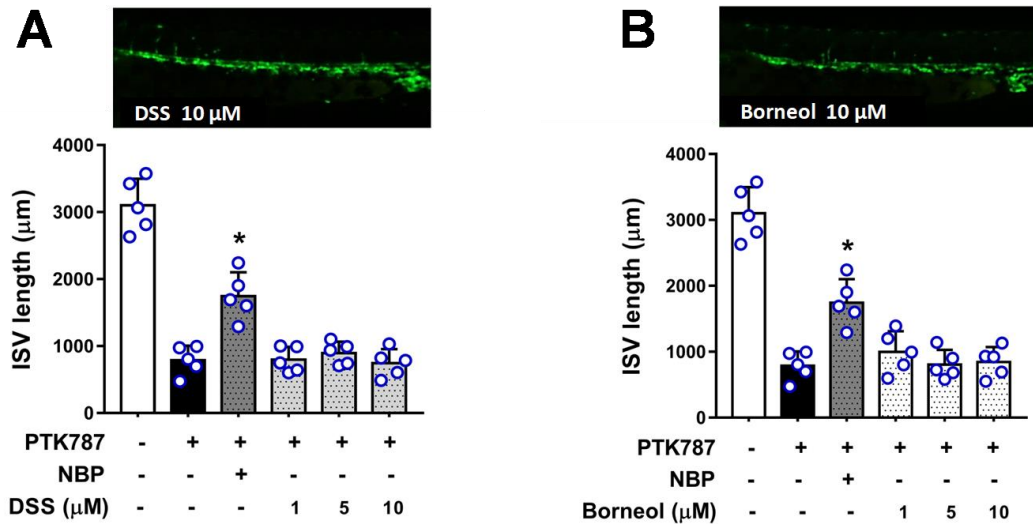 A
DSS 10 μM
4000
3000
2000
1000
0
ISV length (μm)
*
PTK787 - + + + + +
NBP - - + - - -
DSS (μM) - - - 1 5 10
B
Borneol 10 μM
4000
3000
2000
1000
0
ISV length (μm)
*
PTK787 - + + + + +
NBP - - + - - -
Borneol (μM) - - - 1 5 10